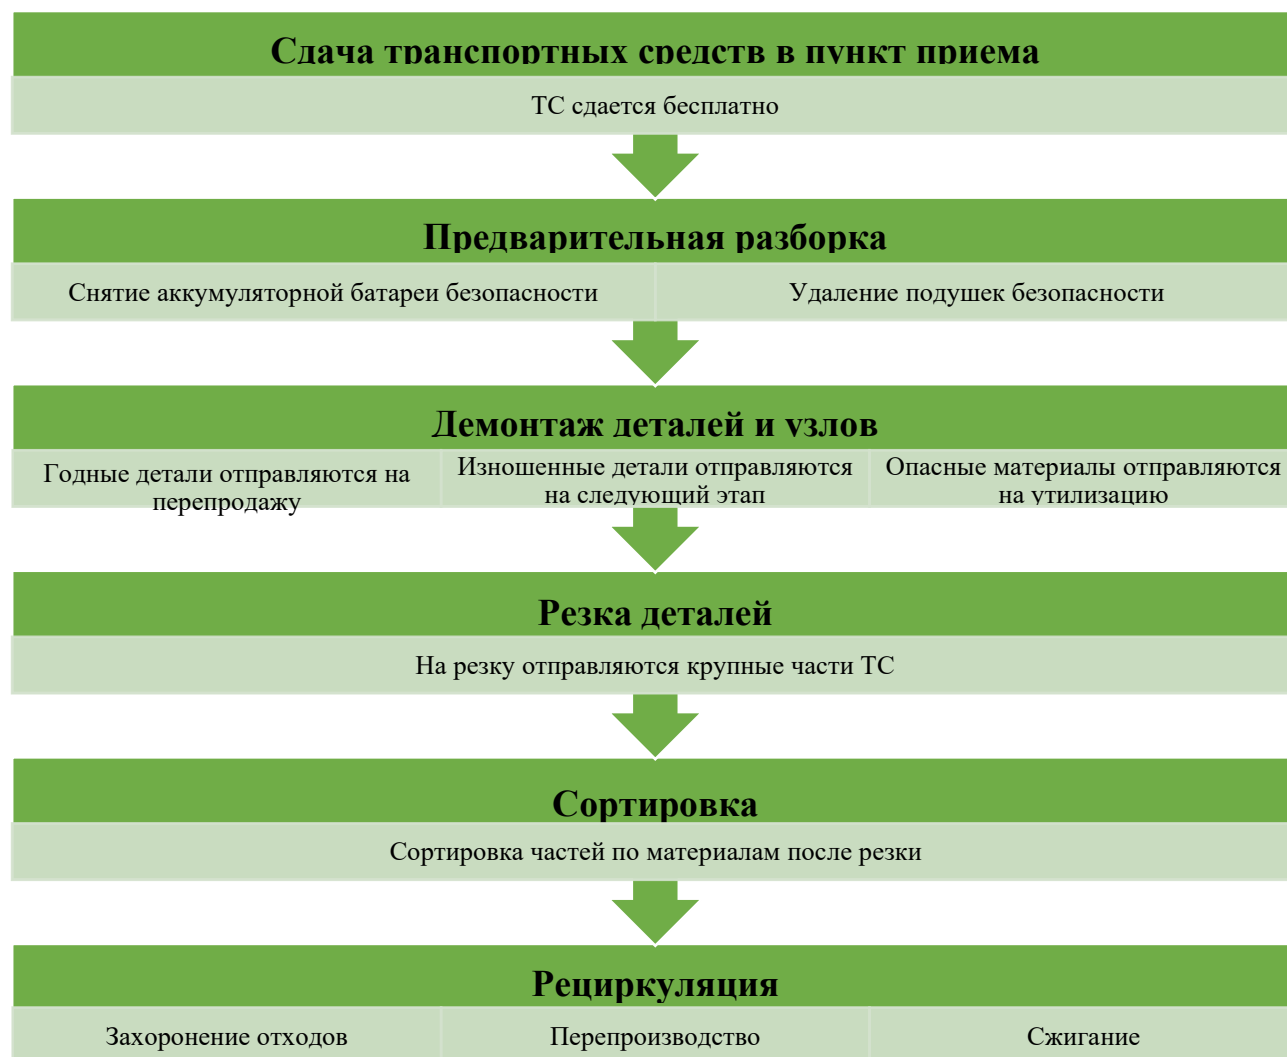 Сдача транспортных средств в пункт приема
ТС сдается бесплатно
Предварительная разборка
Снятие аккумуляторной батареи безопасности
Удаление подушек безопасности
Демонтаж деталей и узлов
Годные детали отправляются на
перепродажу
Изношенные детали отправляются
на следующий этап
Опасные материалы отправляются
на утилизацию
Резка деталей
На резку отправляются крупные части ТС
Сортировка
Сортировка частей по материалам после резки
Рециркуляция
Захоронение отходов
Перепроизводство
Сжигание